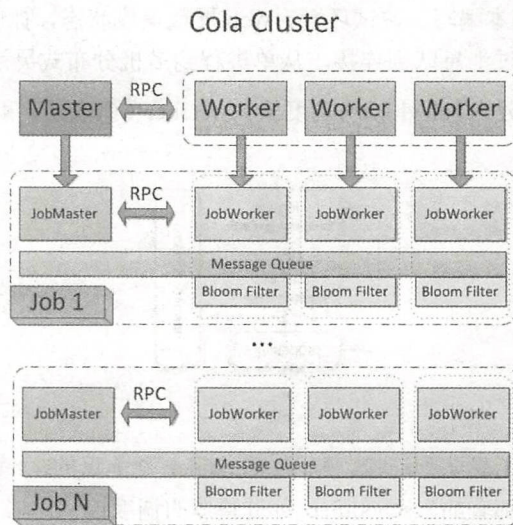 Cola Cluster
Master
RPC
Worker
Worker
Worker
JobMaster
RPC
JobWorker
JobWorker
JobWorker
Message Queue
Bloom Filter
Bloom Filter
Bloom Filter
Job 1
...
JobMaster
RPC
JobWorker
JobWorker
JobWorker
Message Queue
Bloom Filter
Bloom Filter
Bloom Filter
Job N